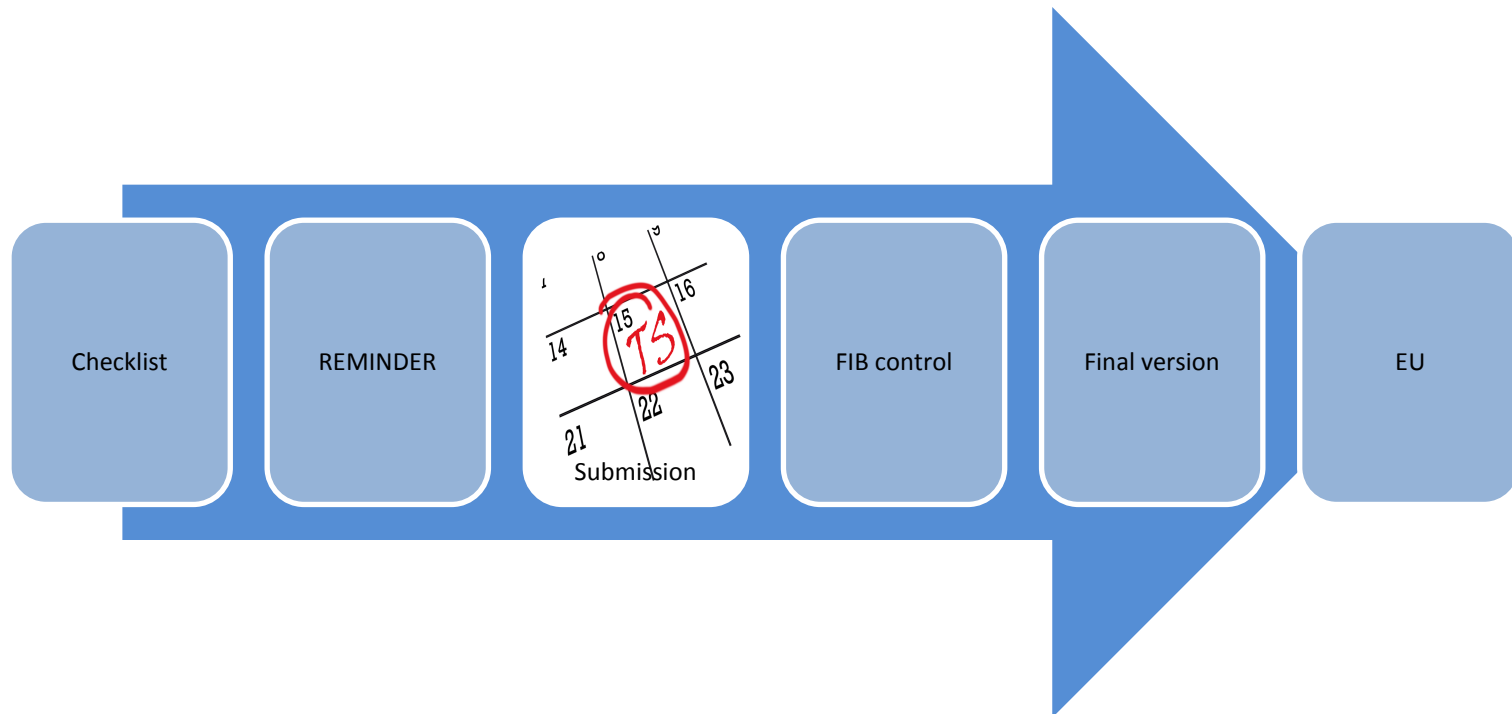 Checklist
REMINDER
14
15
16
TS
21
22
23
Submission
FIB control
Final version
EU